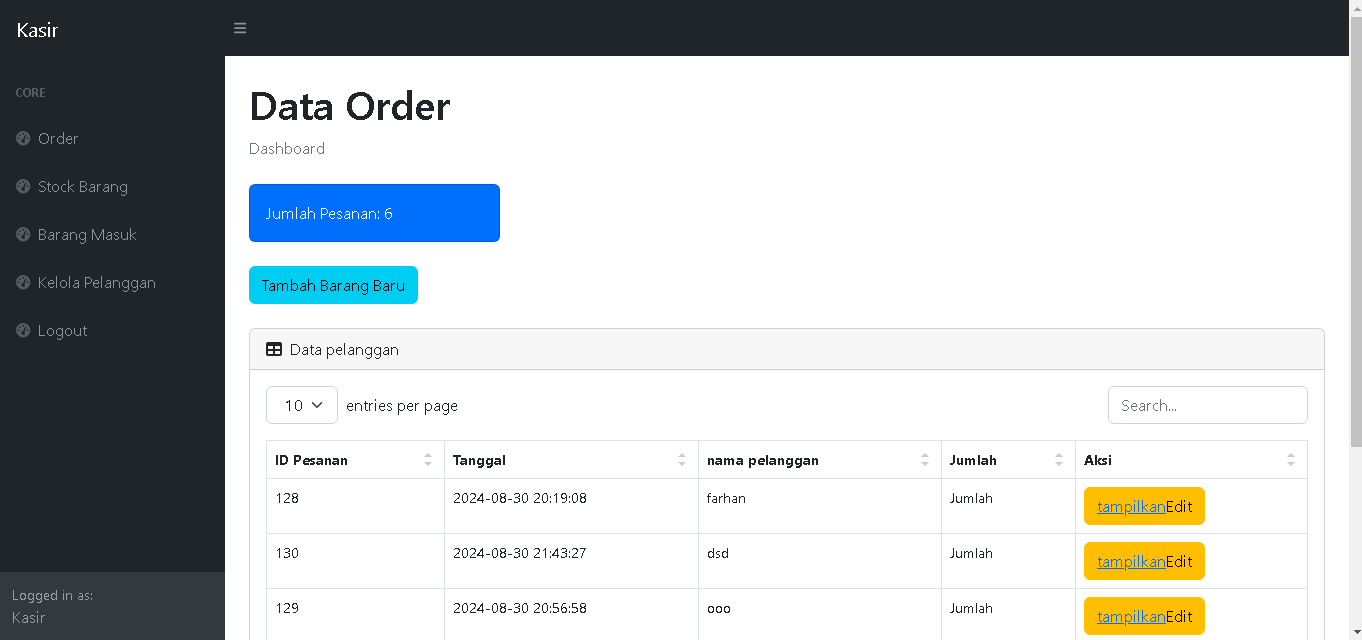 Kasir
CORE
Order
Stock Barang
Barang Masuk
Kelola Pelanggan
Logout
Logged in as:
Kasir
Data Order
Dashboard
Jumlah Pesanan: 6
Tambah Barang Baru
Data pelanggan
10 entries per page Search...
ID Pesanan Tanggal nama pelanggan Jumlah Aksi
128 2024-08-30 20:19:08 farhan Jumlah tampilkanEdit
130 2024-08-30 21:43:27 dsd Jumlah tampilkanEdit
129 2024-08-30 20:56:58 ooo Jumlah tampilkanEdit